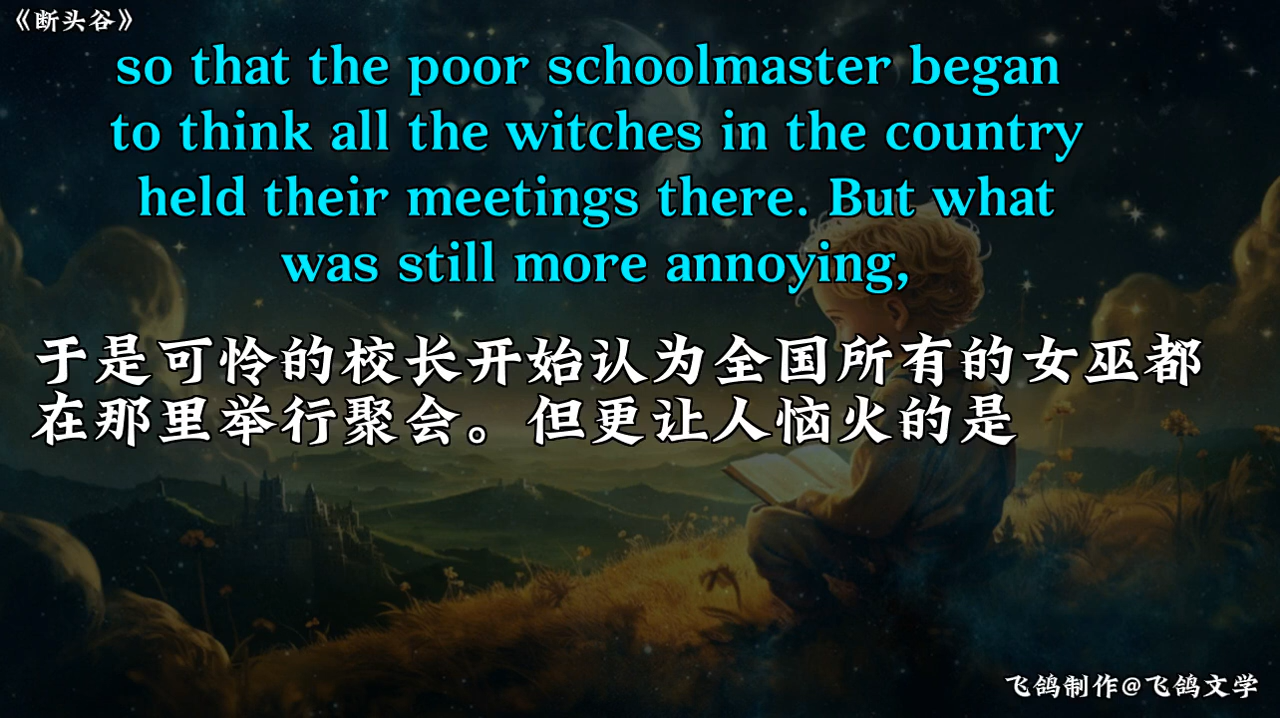 《断头谷》
so that the poor schoolmaster began
to think all the witches in the country
held their meetings there. But what
was still more annoying,
于是可怜的校长开始认为全国所有的女巫都
在那里举行聚会。但更让人恼火的是
飞鸽制作@飞鸽文学